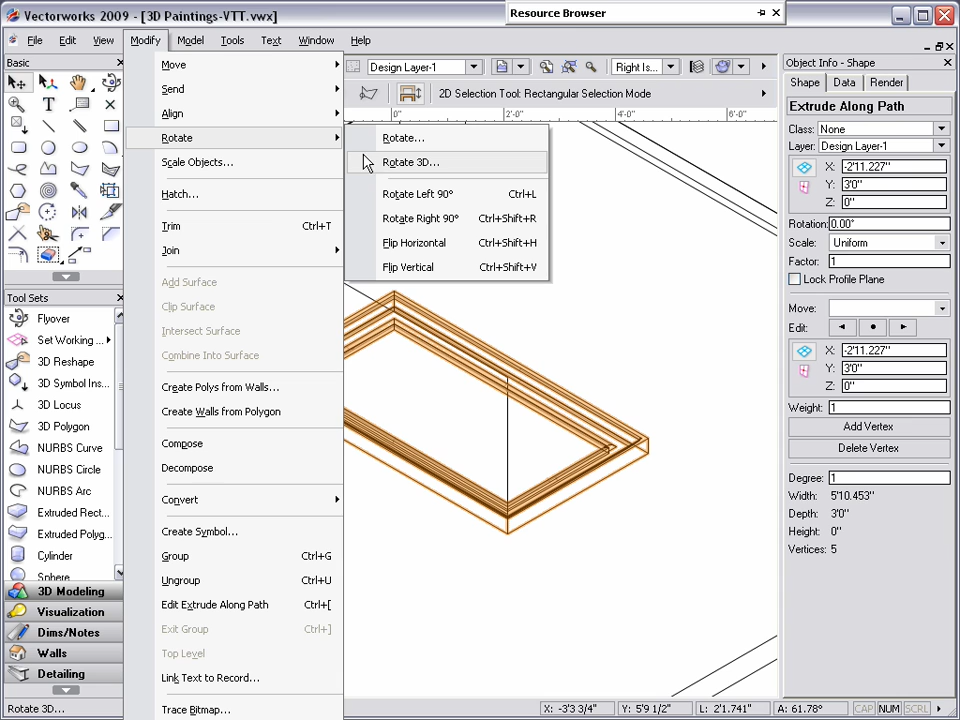 Vectorworks 2009 - [3D Paintings-VTT.vwx]
Resource Browser
File Edit View Modify Model Tools Text Window Help
Basic
Design Layer-1
Right Is...
2D Selection Tool: Rectangular Selection Mode
0" 2'-0" 4'-0" 6'-0"
Move
Send
Align
Rotate
Scale Objects...
Hatch...
Trim Ctrl+T
Join
Add Surface
Clip Surface
Intersect Surface
Combine Into Surface
Create Polys from Walls...
Create Walls from Polygon
Compose
Decompose
Convert
Create Symbol...
Group Ctrl+G
Ungroup Ctrl+U
Edit Extrude Along Path Ctrl+[
Exit Group Ctrl+]
Top Level
Link Text to Record...
Trace Bitmap...
Rotate...
Rotate 3D...
Rotate Left 90° Ctrl+L
Rotate Right 90° Ctrl+Shift+R
Flip Horizontal Ctrl+Shift+H
Flip Vertical Ctrl+Shift+V
Tool Sets
Flyover
Set Working ...
3D Reshape
3D Symbol Ins...
3D Locus
3D Polygon
NURBS Curve
NURBS Circle
NURBS Arc
Extruded Rect...
Extruded Polyg...
Cylinder
Sphere
3D Modeling
Visualization
Dims/Notes
Walls
Detailing
Object Info - Shape
Shape Data Render
Extrude Along Path
Class: None
Layer: Design Layer-1
X: -2'11.227"
Y: 3'0"
Z: 0"
Rotation: 0.00°
Scale: Uniform
Factor: 1
Lock Profile Plane
Move:
Edit:
X: -2'11.227"
Y: 3'0"
Z: 0"
Weight: 1
Add Vertex
Delete Vertex
Degree: 1
Width: 5'10.453"
Depth: 3'0"
Height: 0"
Vertices: 5
Rotate 3D...
X: -3'3 3/4" Y: 5'9 1/2" L: 2'1.741" A: 61.78° CAP NUM SCRL